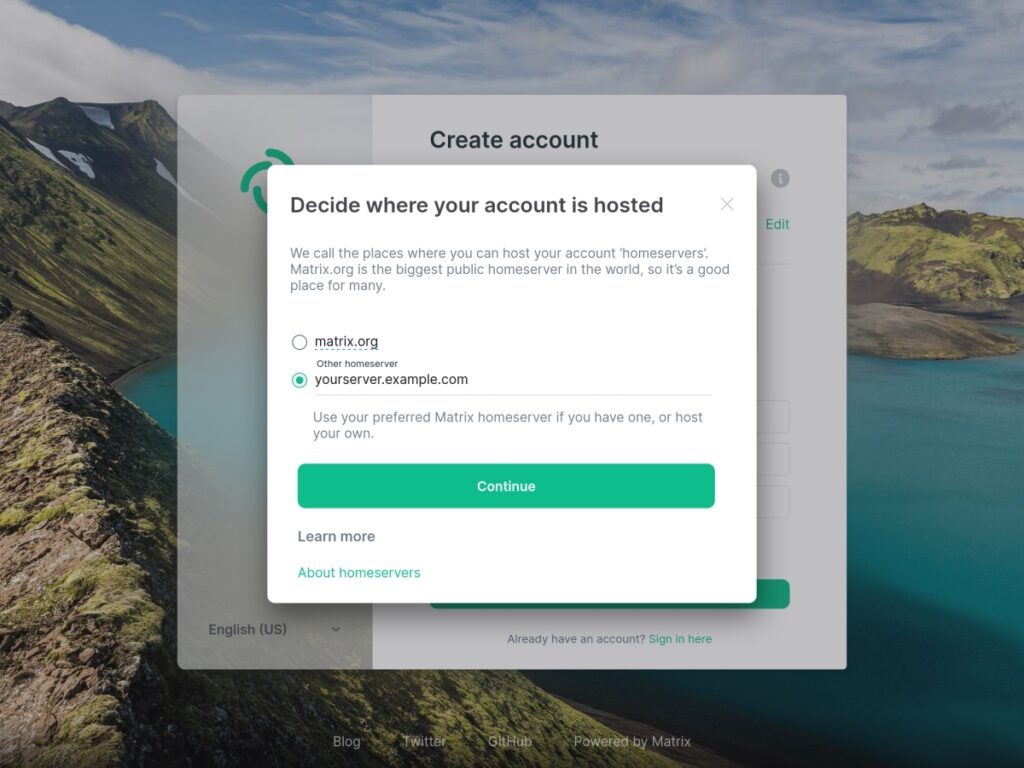 Create account
Decide where your account is hosted
Edit
We call the places where you can host your account ‘homeservers’.
Matrix.org is the biggest public homeserver in the world, so it’s a good
place for many.
matrix.org
Other homeserver
yourserver.example.com
Use your preferred Matrix homeserver if you have one, or host
your own.
Continue
Learn more
About homeservers
English (US)
Already have an account? Sign in here
Blog Twitter GitHub Powered by Matrix